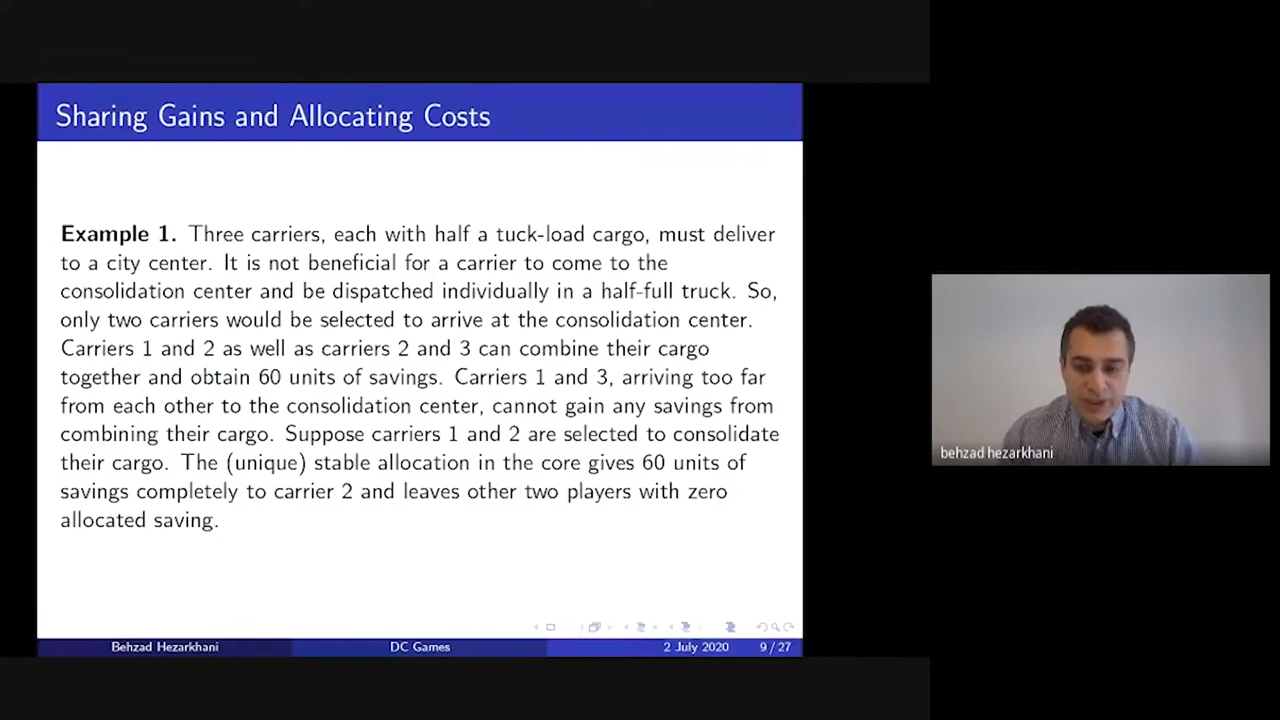 Sharing Gains and Allocating Costs
Example 1. Three carriers, each with half a tuck-load cargo, must deliver
to a city center. It is not beneficial for a carrier to come to the
consolidation center and be dispatched individually in a half-full truck. So,
only two carriers would be selected to arrive at the consolidation center.
Carriers 1 and 2 as well as carriers 2 and 3 can combine their cargo
together and obtain 60 units of savings. Carriers 1 and 3, arriving too far
from each other to the consolidation center, cannot gain any savings from
combining their cargo. Suppose carriers 1 and 2 are selected to consolidate
their cargo. The (unique) stable allocation in the core gives 60 units of
savings completely to carrier 2 and leaves other two players with zero
allocated saving.
Behzad Hezarkhani DC Games 2 July 2020 9 / 27
behzad hezarkhani